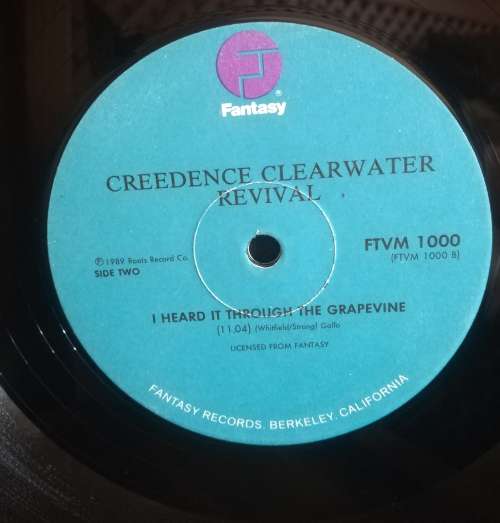 Fantasy
®
CREEDENCE CLEARWATER
REVIVAL
FTVM 1000
(FTVM 1000 B)
℗ 1989 Roots Record Co.
SIDE TWO
I HEARD IT THROUGH THE GRAPEVINE
(11,04) (Whitfield/Strong) Gallo
LICENSED FROM FANTASY
FANTASY RECORDS, BERKELEY, CALIFORNIA